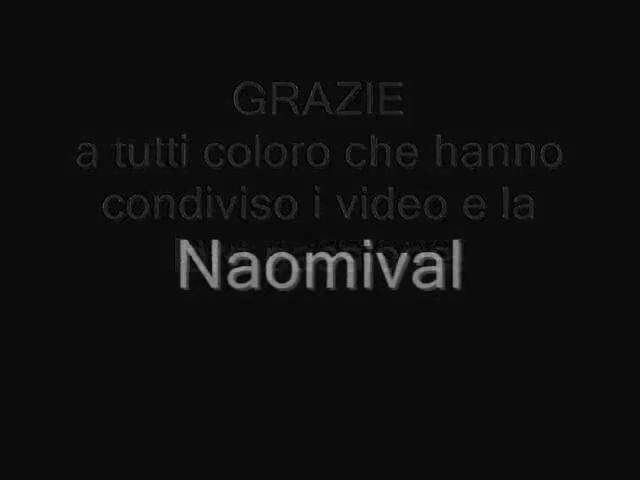 GRAZIE
a tutti coloro che hanno
condiviso i video e la
Naomival